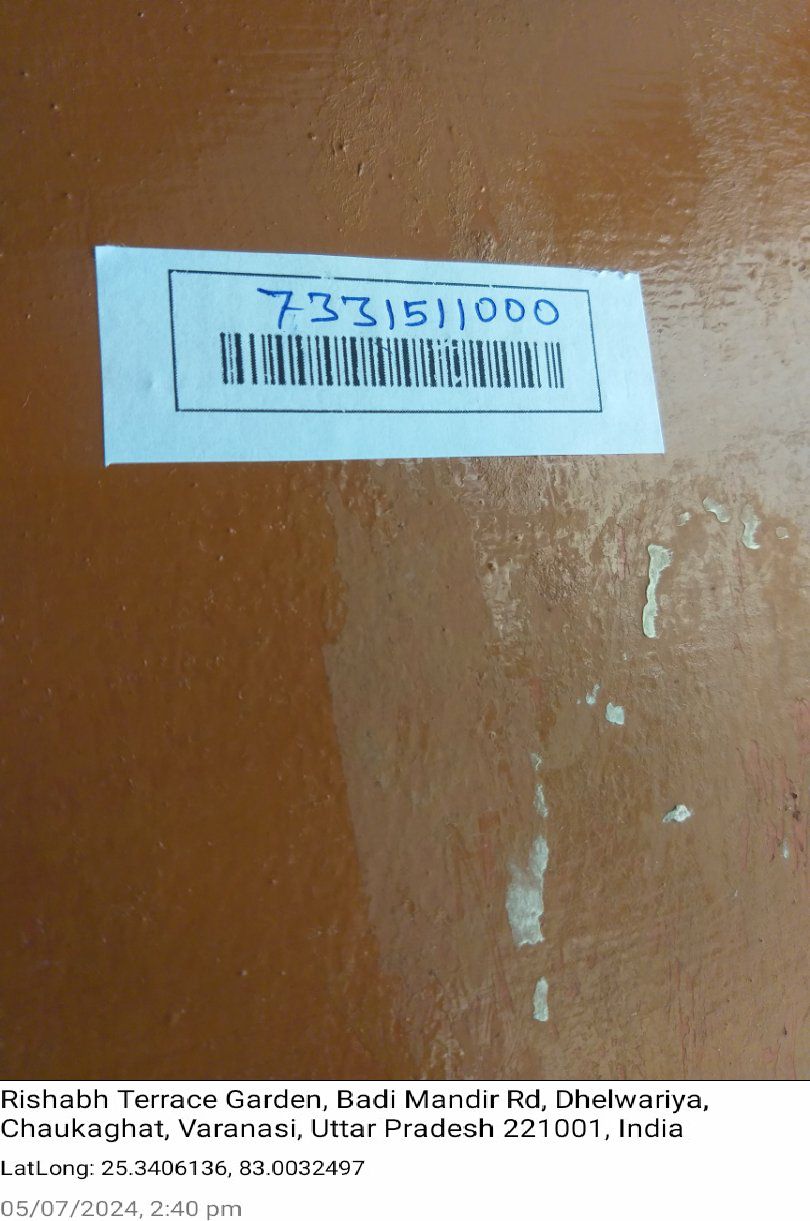 7331511000
Rishabh Terrace Garden, Badi Mandir Rd, Dhelwariya,
Chaukaghat, Varanasi, Uttar Pradesh 221001, India
LatLong: 25.3406136, 83.0032497
05/07/2024, 2:40 pm